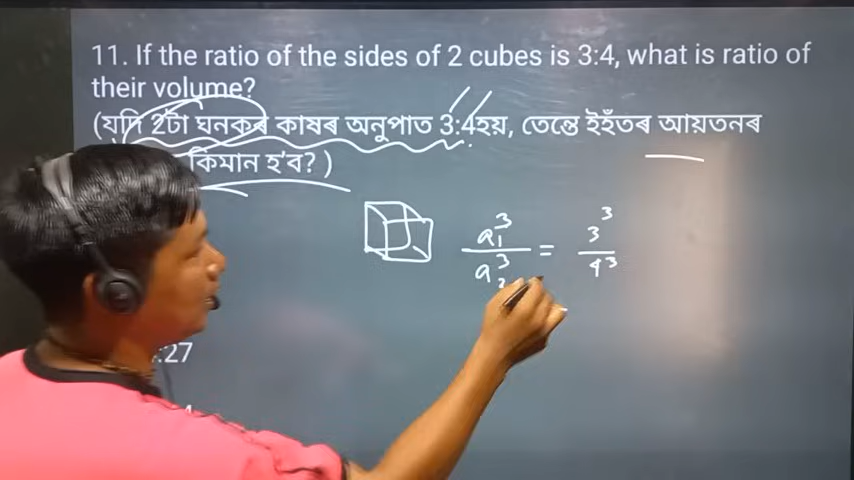 11. If the ratio of the sides of 2 cubes is 3:4, what is ratio of
their volume?
(যদি 2টা ঘনকৰ কাষৰ অনুপাত 3:4হয়, তেন্তে ইহঁতৰ আয়তনৰ
কিমান হ'ব? )
a₁³ / a₂³ = 3³ / 4³
:27